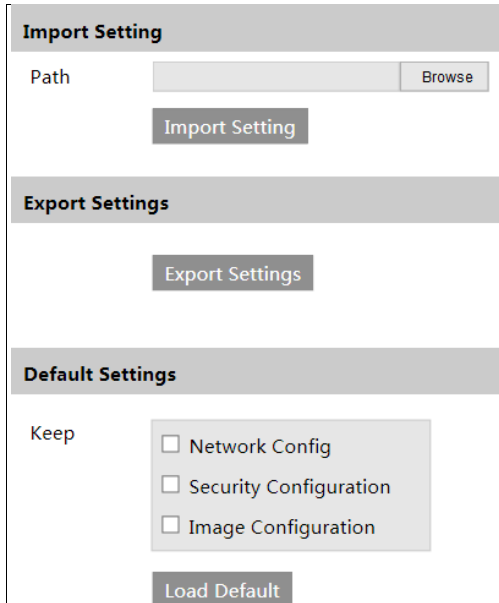 Import Setting
Path Browse
Import Setting
Export Settings
Export Settings
Default Settings
Keep
Network Config
Security Configuration
Image Configuration
Load Default